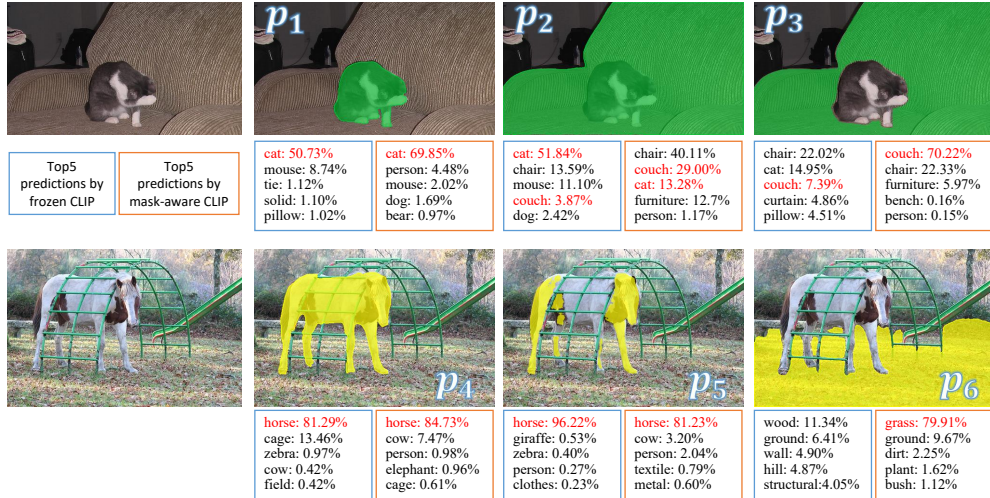 p1
p2
p3
Top5
predictions by
frozen CLIP
Top5
predictions by
mask-aware CLIP
cat: 50.73%
mouse: 8.74%
tie: 1.12%
solid: 1.10%
pillow: 1.02%
cat: 69.85%
person: 4.48%
mouse: 2.02%
dog: 1.69%
bear: 0.97%
cat: 51.84%
chair: 13.59%
mouse: 11.10%
couch: 3.87%
dog: 2.42%
chair: 40.11%
couch: 29.00%
cat: 13.28%
furniture: 12.7%
person: 1.17%
chair: 22.02%
cat: 14.95%
couch: 7.39%
curtain: 4.86%
pillow: 4.51%
couch: 70.22%
chair: 22.33%
furniture: 5.97%
bench: 0.16%
person: 0.15%
p4
p5
p6
horse: 81.29%
cage: 13.46%
zebra: 0.97%
cow: 0.42%
field: 0.42%
horse: 84.73%
cow: 7.47%
person: 0.98%
elephant: 0.96%
cage: 0.61%
horse: 96.22%
giraffe: 0.53%
zebra: 0.40%
person: 0.27%
clothes: 0.23%
horse: 81.23%
cow: 3.20%
person: 2.04%
textile: 0.79%
metal: 0.60%
wood: 11.34%
ground: 6.41%
wall: 4.90%
hill: 4.87%
structural:4.05%
grass: 79.91%
ground: 9.67%
dirt: 2.25%
plant: 1.62%
bush: 1.12%